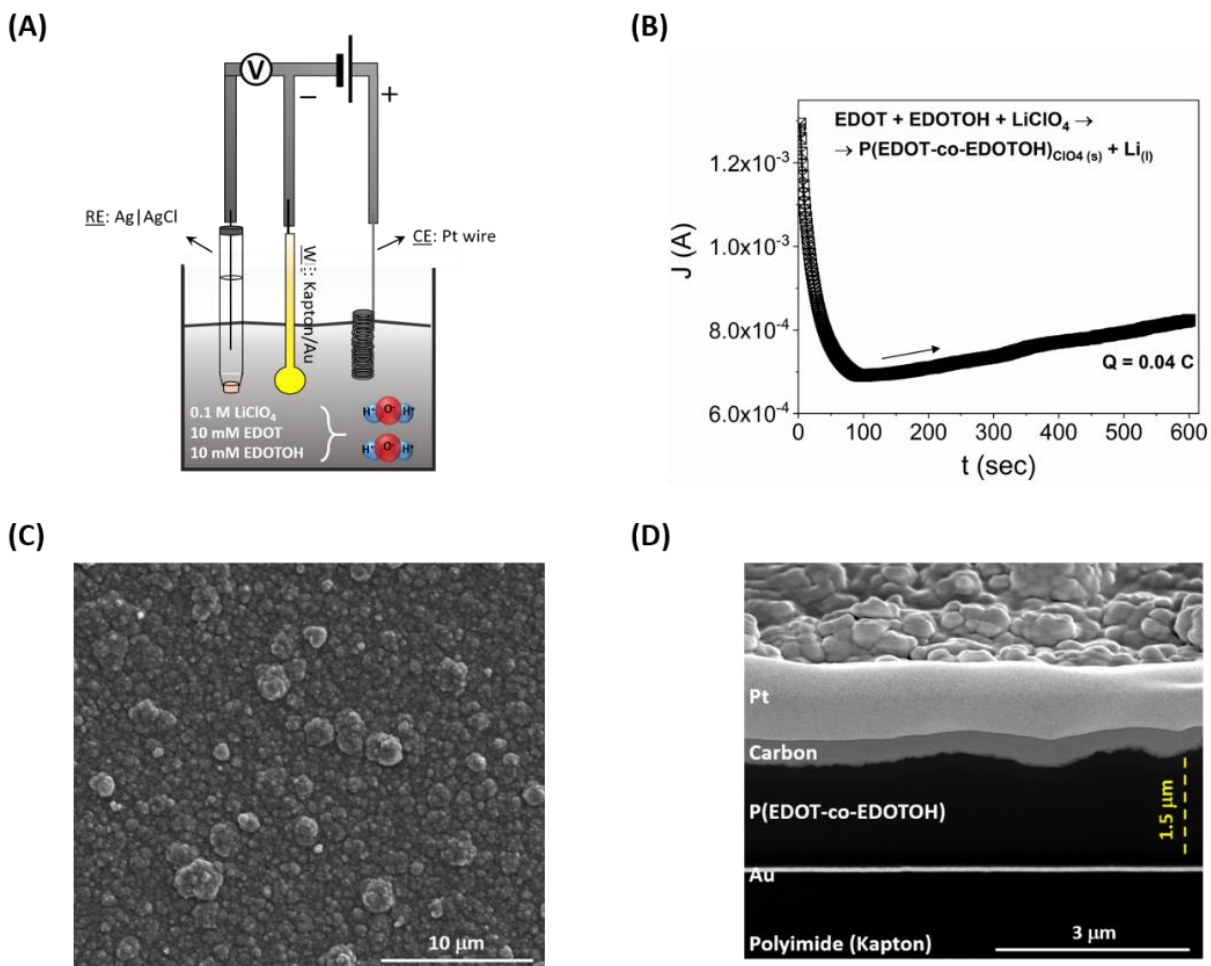 (A)
V
−
+
RE: Ag|AgCl
CE: Pt wire
WE: Kapton/Au
0.1 M LiClO₄
10 mM EDOT
10 mM EDOTOH
H⁺ O⁻ H⁺
H⁺ O⁻ H⁺
(B)
EDOT + EDOTOH + LiClO₄ →
→ P(EDOT-co-EDOTOH)ClO4 (s) + Li(l)
1.2x10⁻³
1.0x10⁻³
8.0x10⁻⁴
6.0x10⁻⁴
J (A)
Q = 0.04 C
0 100 200 300 400 500 600
t (sec)
(C)
10 μm
(D)
Pt
Carbon
P(EDOT-co-EDOTOH)
1.5 μm
Au
Polyimide (Kapton)
3 μm